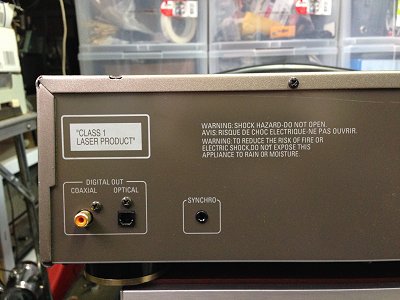 "CLASS 1
LASER PRODUCT"
WARNING: SHOCK HAZARD-DO NOT OPEN.
AVIS: RISQUE DE CHOC ELECTRIQUE-NE PAS OUVRIR.
WARNING: TO REDUCE THE RISK OF FIRE OR
ELECTRIC SHOCK,DO NOT EXPOSE THIS
APPLIANCE TO RAIN OR MOISTURE.
DIGITAL OUT
COAXIAL OPTICAL
SYNCHRO